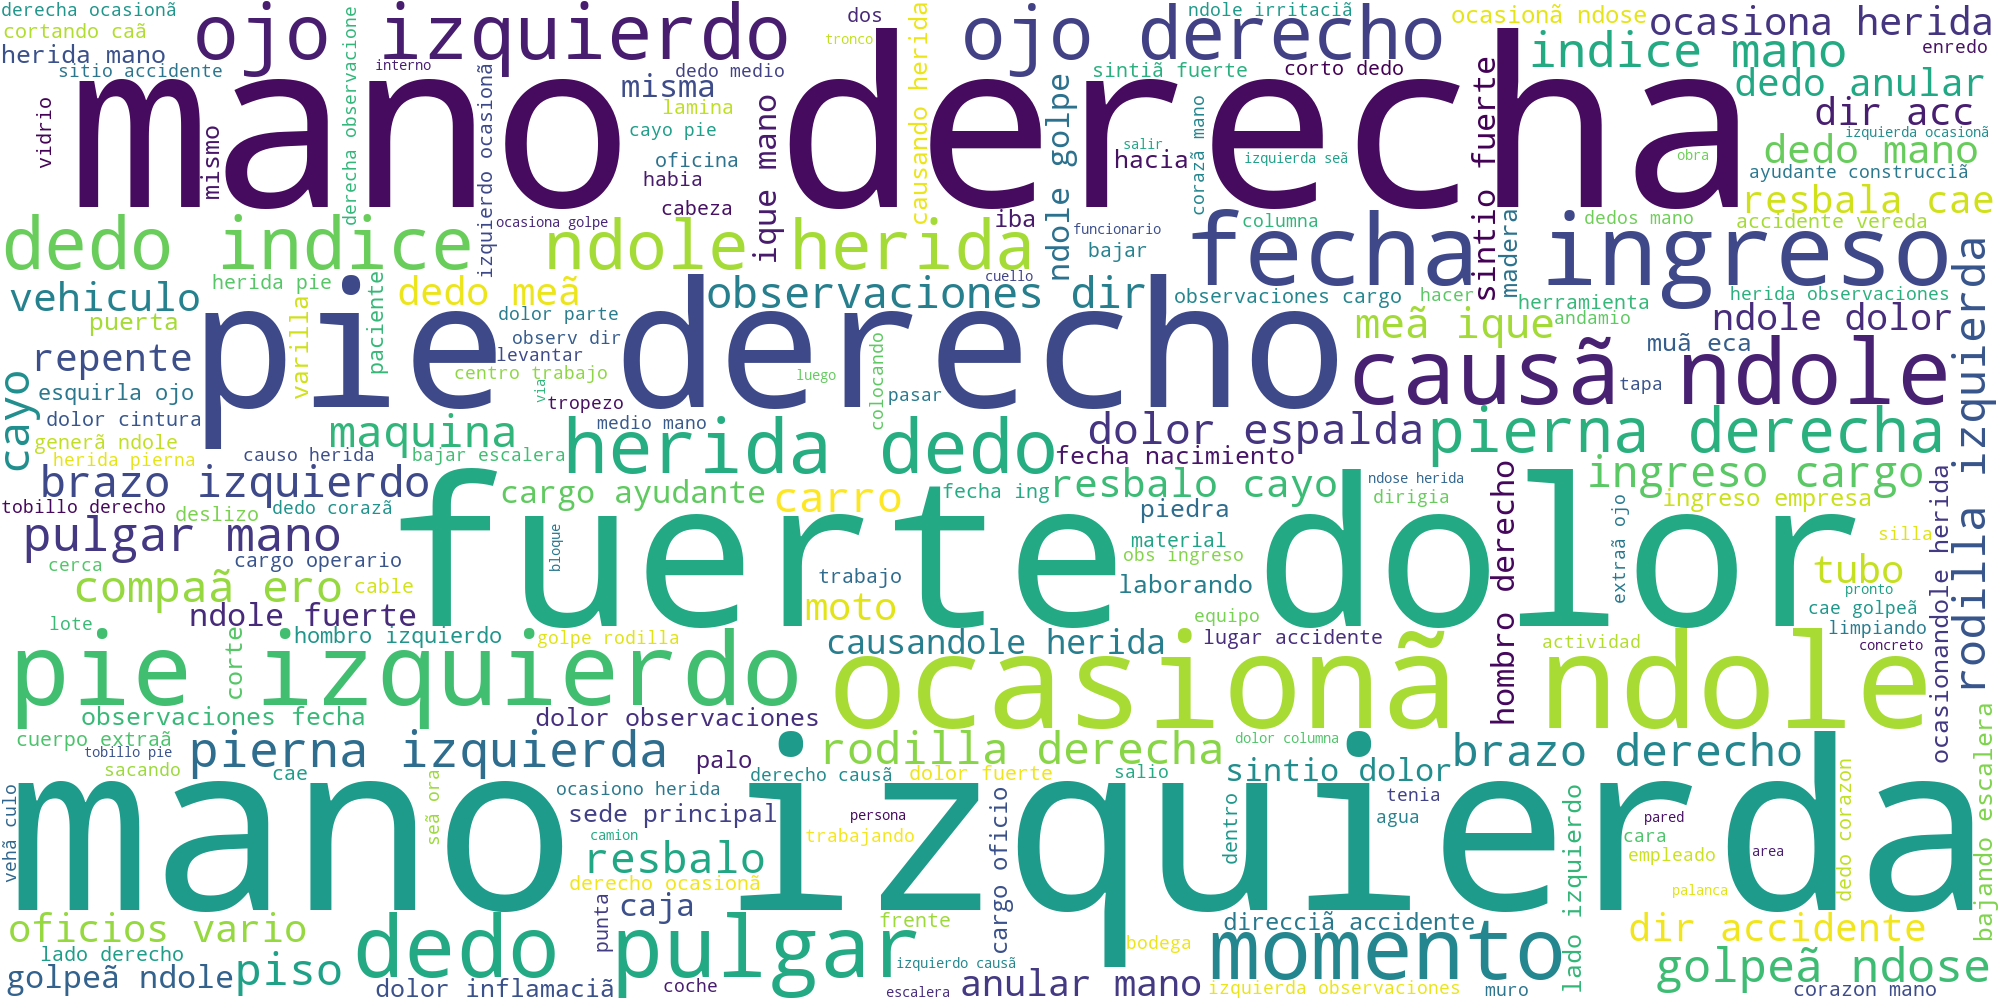 derecha ocasionã
cortando caã
herida mano
sitio accidente
ojo izquierdo
interno
dos
tronco
dedo medio
misma
lamina
ojo derecho
ndole irritaciã
sintiã fuerte
corto dedo
ocasionã ndose
ocasiona herida
indice mano
enredo
dedo anular
dir acc
izquierda ocasionã
dedo mano
ayudante construcciã
resbala cae
accidente vereda
mano derecha
vidrio
mismo
derecha observacione
izquierdo ocasionã
cayo pie
oficina
habia
cabeza
ique mano
causando herida
ndole golpe
hacia
salir
corazã mano
izquierda seã
obra
sintio fuerte
madera
dedos mano
columna
funcionario
bajar
iba
ocasiona golpe
cuello
dedo indice
ndole herida
fecha ingreso
vehiculo
herida pie
paciente
dedo meã
observaciones dir
observaciones cargo
hacer
herramienta
andamio
herida observaciones
rodilla izquierda
puerta
varilla
dolor parte
observ dir
levantar
centro trabajo
via
tropezo
luego
colocando
pasar
pie derecho
meã ique
ndole dolor
muã eca
causã ndole
tapa
repente
esquirla ojo
cayo
dolor cintura
generã ndole
herida pierna
maquina
causo herida
bajar escalera
medio mano
herida dedo
dolor espalda
fecha nacimiento
pierna derecha
brazo izquierdo
tobillo derecho
deslizo
dedo corazã
cargo ayudante
carro
fecha ing
resbalo cayo
ndose herida
dirigia
hombro derecho
ingreso cargo
ingreso empresa
pulgar mano
cargo operario
cerca
compaã ero
cable
bloque
fuerte dolor
piedra
material
obs ingreso
trabajo
laborando
moto
equipo
extraã ojo
silla
tubo
pronto
cae golpeã
limpiando
concreto
ocasionandole herida
ndole fuerte
lote
hombro izquierdo
golpe rodilla
corte
pie izquierdo
causandole herida
lugar accidente
actividad
ocasionã ndole
observaciones fecha
dolor observaciones
cuerpo extraã
tobillo pie
sacando
pierna izquierda
cae
palo
rodilla derecha
dolor columna
derecho causã
dolor fuerte
salio
sintio dolor
brazo derecho
vehã culo
seã ora
ocasiono herida
sede principal
camion
persona
trabajando
tenia
agua
dentro
pared
cara
empleado
area
palanca
dedo corazon
bajando escalera
mano izquierda
resbalo
derecho ocasionã
caja
punta
cargo oficio
frente
direcciã accidente
lado izquierdo
dir accidente
oficios vario
lado derecho
golpeã ndole
piso
dedo pulgar
dolor inflamaciã
coche
izquierdo causã
escalera
bodega
anular mano
momento
izquierda observaciones
muro
golpeã ndose
corazon mano